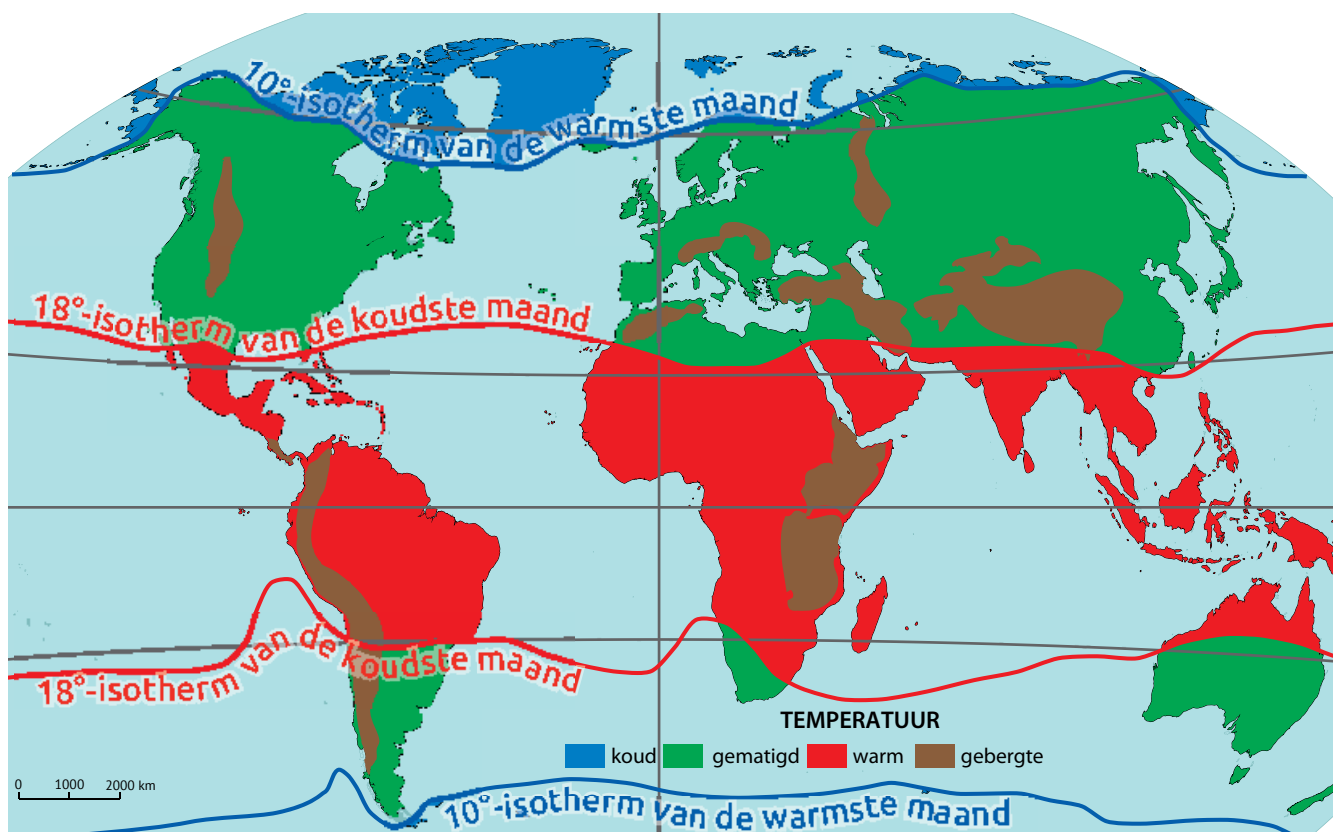 10°-isotherm van de warmste maand
18°-isotherm van de koudste maand
18°-isotherm van de koudste maand
TEMPERATUUR
koud gematigd warm gebergte
0 1000 2000 km
10°-isotherm van de warmste maand